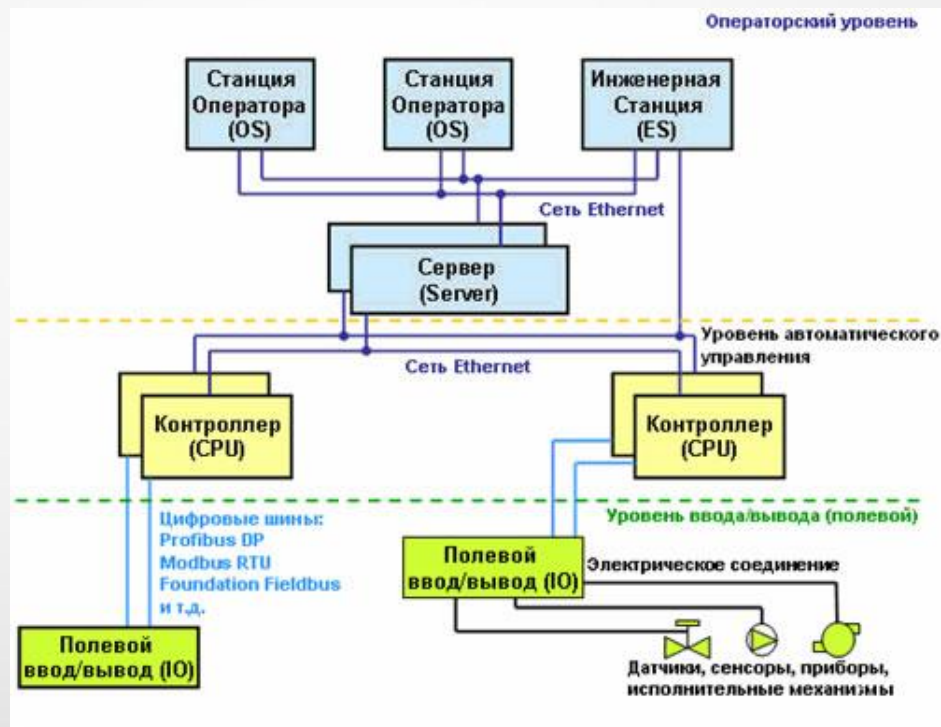 Операторский уровень
Станция
Оператора
(OS)
Станция
Оператора
(OS)
Инженерная
Станция
(ES)
Сеть Ethernet
Сервер
(Server)
Уровень автоматического
управления
Сеть Ethernet
Контроллер
(CPU)
Контроллер
(CPU)
Уровень ввода/вывода (полевой)
Цифровые шины:
Profibus DP
Modbus RTU
Foundation Fieldbus
и т.д.
Полевой
ввод/вывод (IO)
Электрическое соединение
Полевой
ввод/вывод (IO)
Датчики, сенсоры, приборы,
исполнительные механизмы